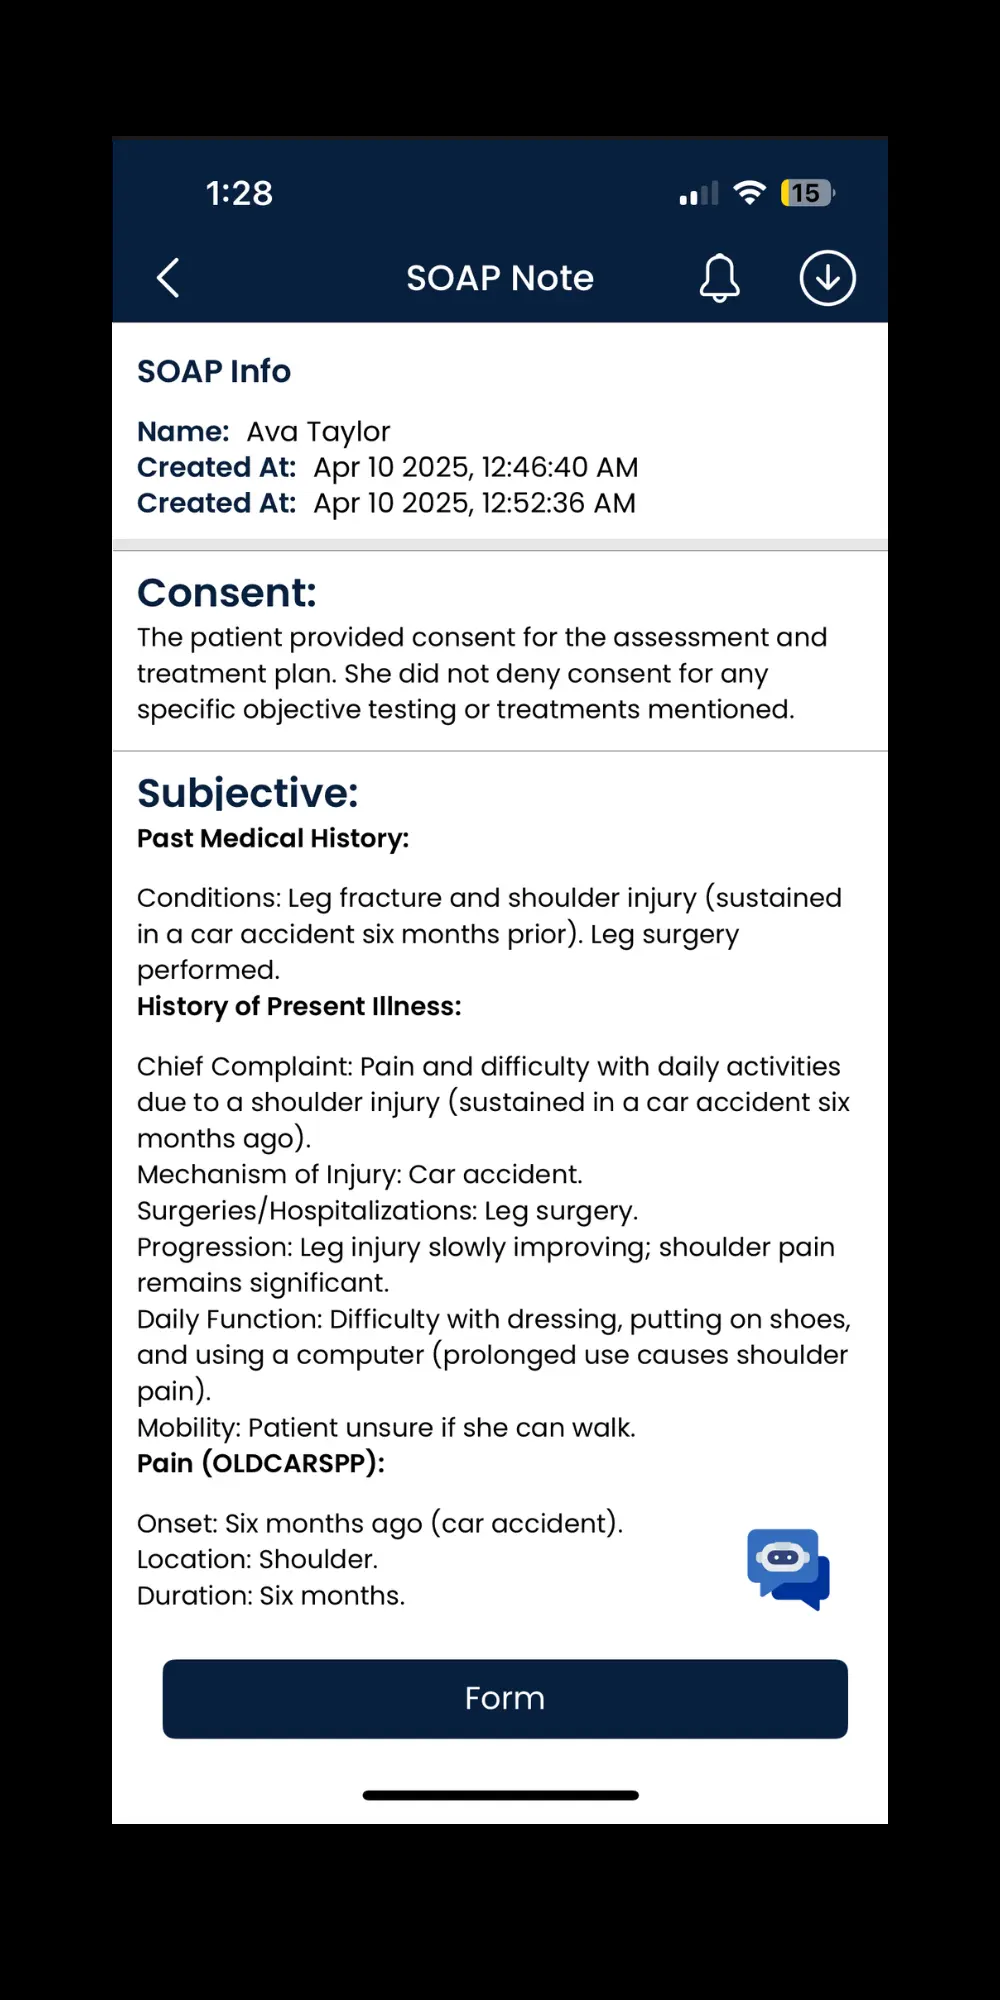 1:28
15
SOAP Note
SOAP Info
Name: Ava Taylor
Created At: Apr 10 2025, 12:46:40 AM
Created At: Apr 10 2025, 12:52:36 AM
Consent:
The patient provided consent for the assessment and
treatment plan. She did not deny consent for any
specific objective testing or treatments mentioned.
Subjective:
Past Medical History:
Conditions: Leg fracture and shoulder injury (sustained
in a car accident six months prior). Leg surgery
performed.
History of Present Illness:
Chief Complaint: Pain and difficulty with daily activities
due to a shoulder injury (sustained in a car accident six
months ago).
Mechanism of Injury: Car accident.
Surgeries/Hospitalizations: Leg surgery.
Progression: Leg injury slowly improving; shoulder pain
remains significant.
Daily Function: Difficulty with dressing, putting on shoes,
and using a computer (prolonged use causes shoulder
pain).
Mobility: Patient unsure if she can walk.
Pain (OLDCARSPP):
Onset: Six months ago (car accident).
Location: Shoulder.
Duration: Six months.
Form